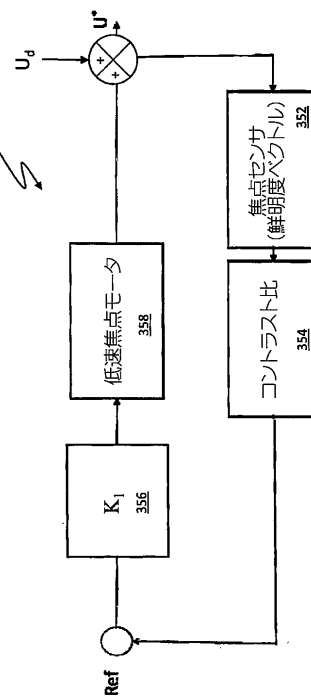 U_d
U*
Ref
K₁
356
低速焦点モータ
358
+
+
焦点センサ
(鮮明度ベクトル)
352
コントラスト比
354